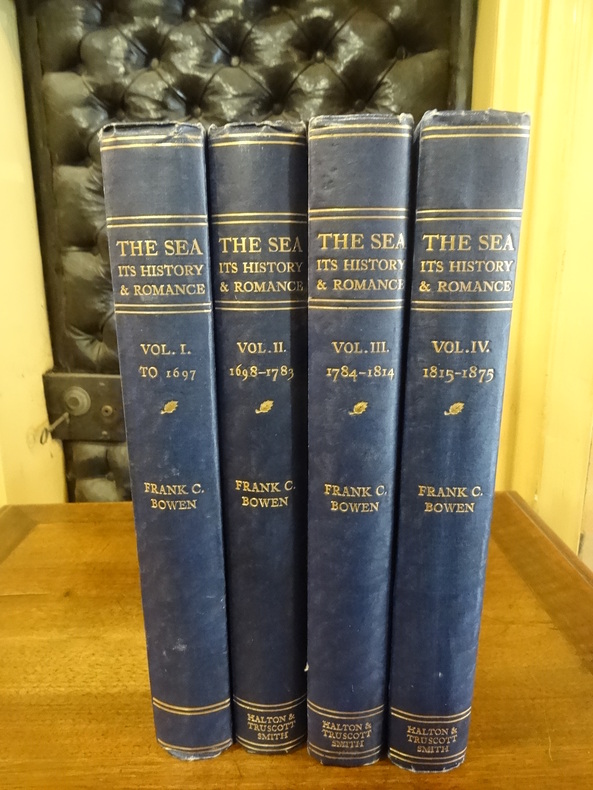 THE SEA
ITS HISTORY
& ROMANCE
VOL. I.
TO 1697
FRANK C.
BOWEN
THE SEA
ITS HISTORY
& ROMANCE
VOL. II.
1698-1783
FRANK C.
BOWEN
HALTON &
TRUSCOTT
SMITH
THE SEA
ITS HISTORY
& ROMANCE
VOL. III.
1784-1814
FRANK C.
BOWEN
HALTON &
TRUSCOTT
SMITH
THE SEA
ITS HISTORY
& ROMANCE
VOL. IV.
1815-1875
FRANK C.
BOWEN
HALTON &
TRUSCOTT
SMITH